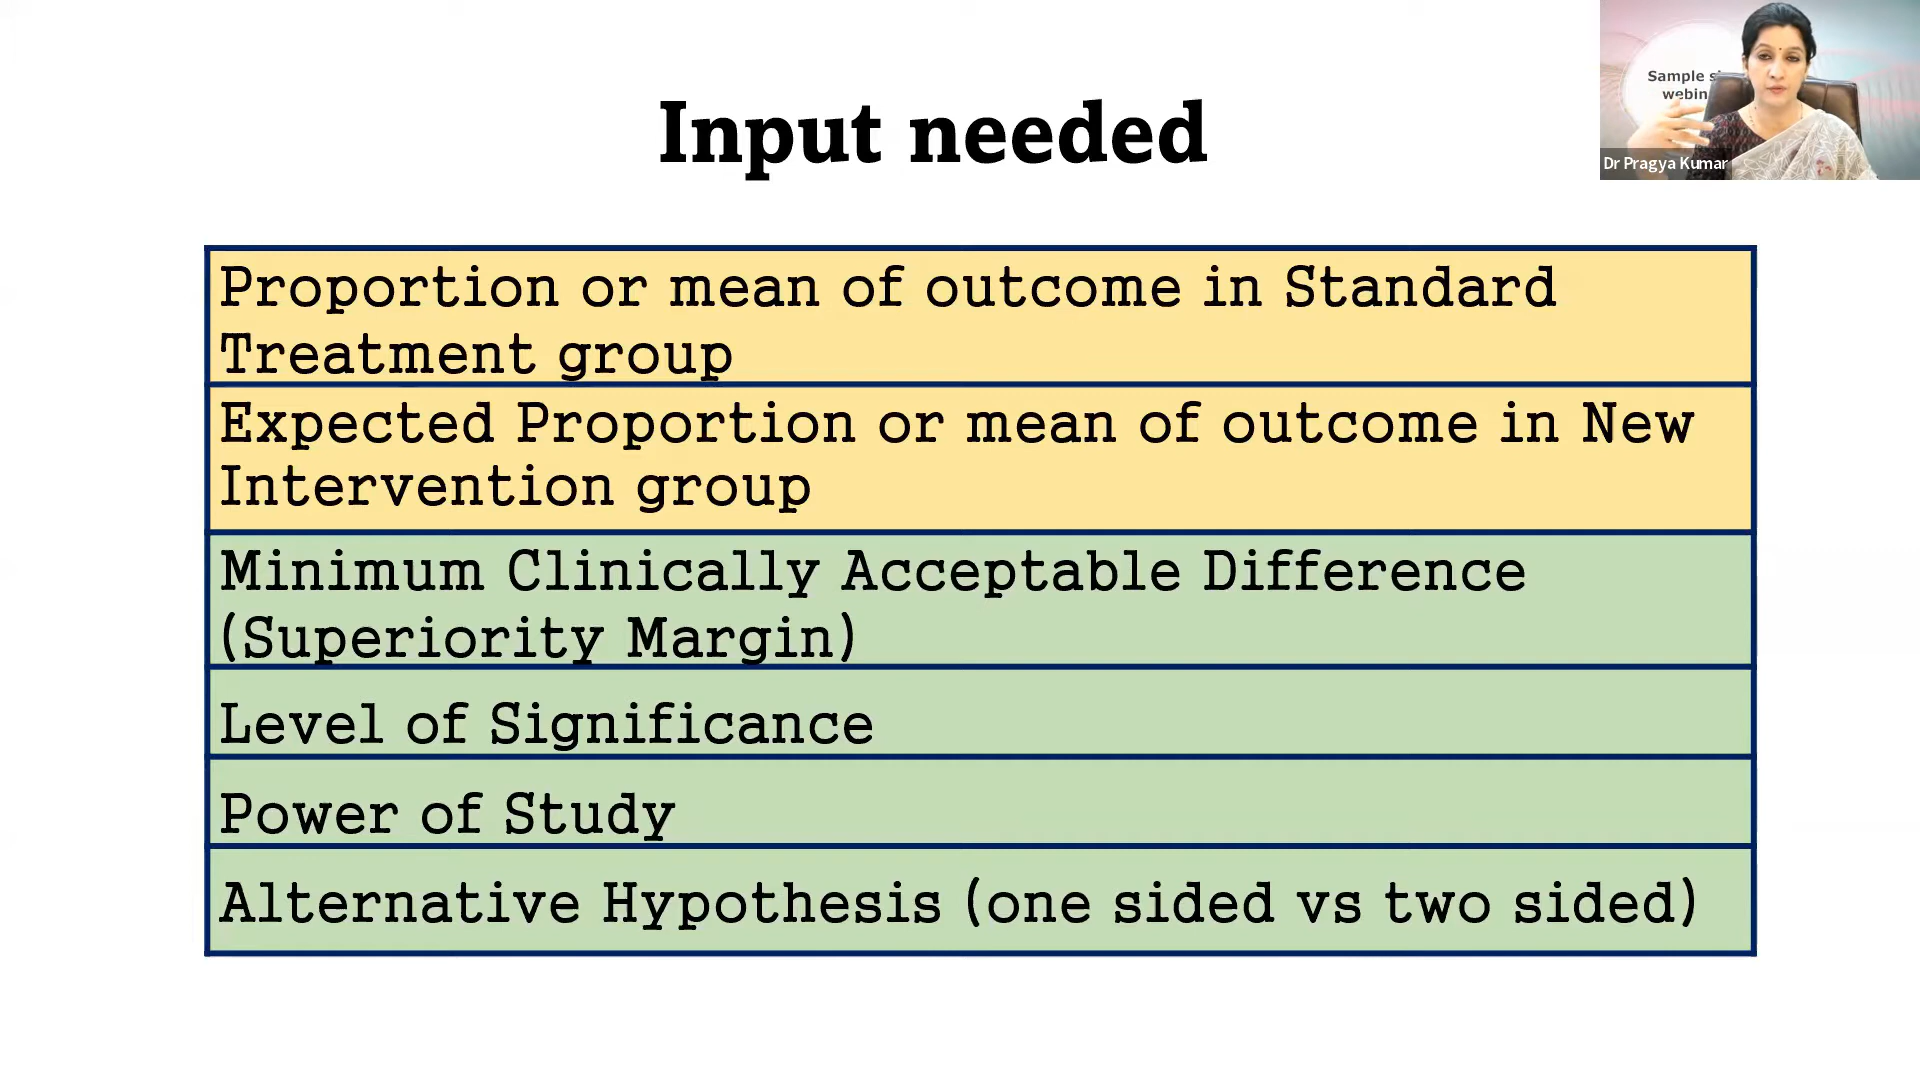 Input needed
Sample
webin
Dr Pragya Kumar
Proportion or mean of outcome in Standard
Treatment group
Expected Proportion or mean of outcome in New
Intervention group
Minimum Clinically Acceptable Difference
(Superiority Margin)
Level of Significance
Power of Study
Alternative Hypothesis (one sided vs two sided)